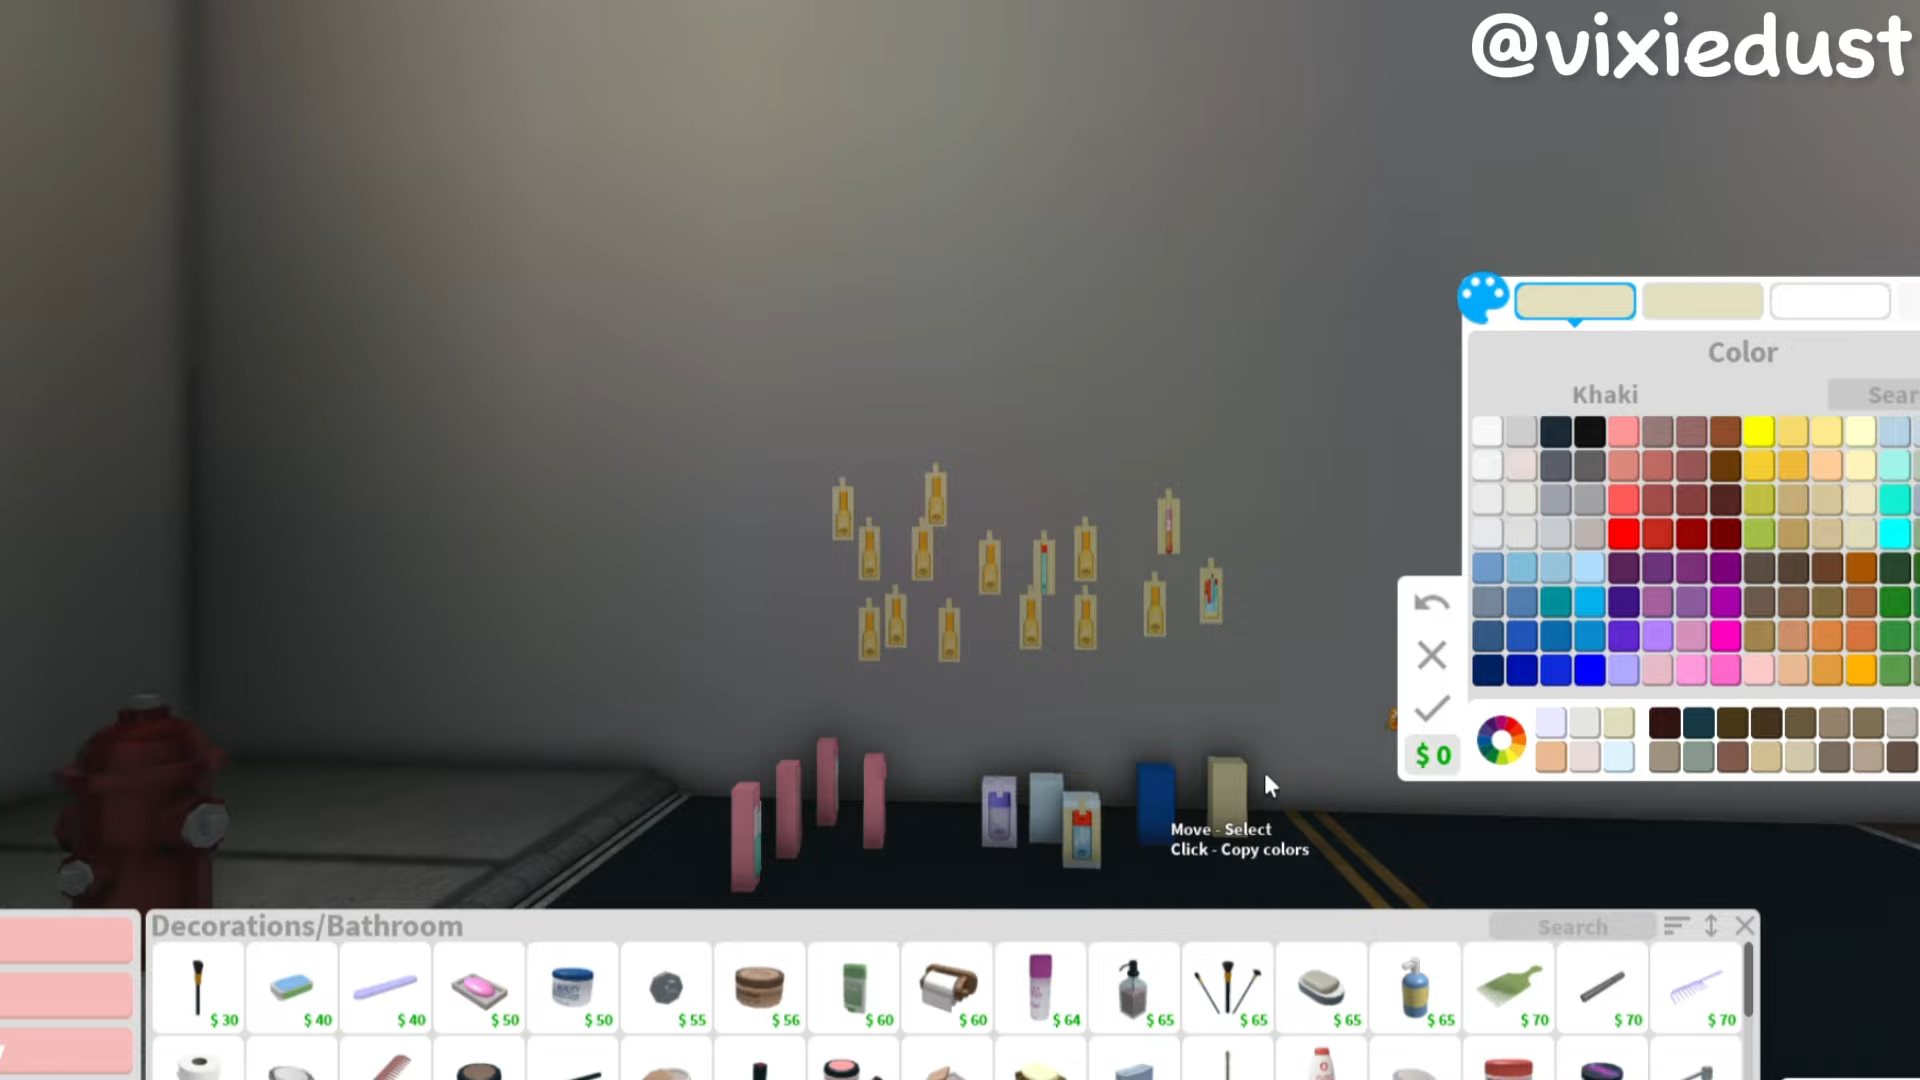 @vixiedust
Color
Khaki
Sear
$ 0
Move - Select
Click - Copy colors
Decorations/Bathroom
Search
$ 30
$ 40
$ 40
$ 50
$ 50
$ 55
$ 56
$ 60
$ 60
$ 64
$ 65
$ 65
$ 65
$ 65
$ 70
$ 70
$ 70